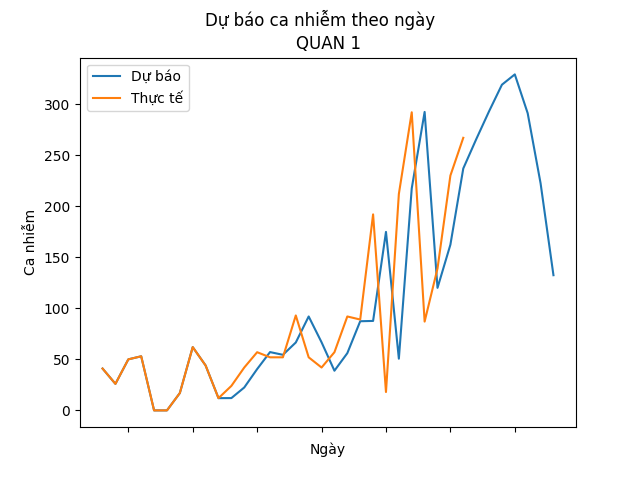 Dự báo ca nhiễm theo ngày
QUAN 1
Dự báo
Thực tế
Ca nhiễm
300
250
200
150
100
50
0
Ngày